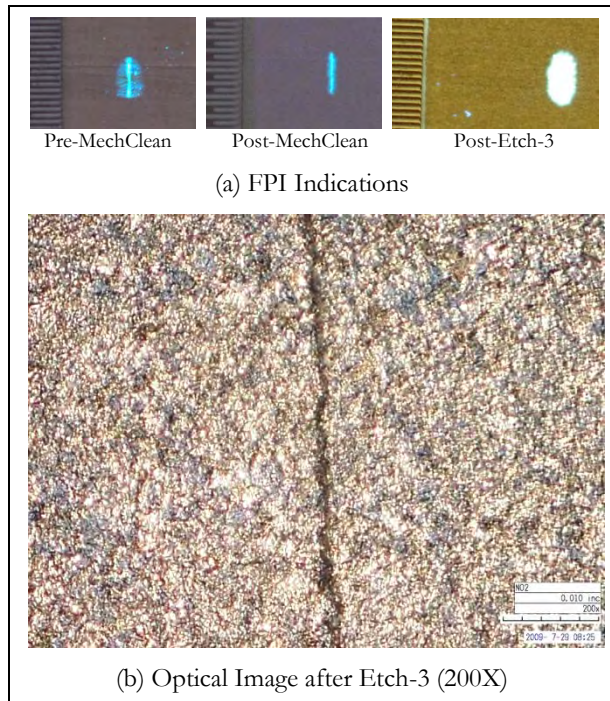 Pre-MechClean
Post-MechClean
Post-Etch-3
(a) FPI Indications
NO2
0.010 inc
200x
2009- 7-29 08:25
(b) Optical Image after Etch-3 (200X)